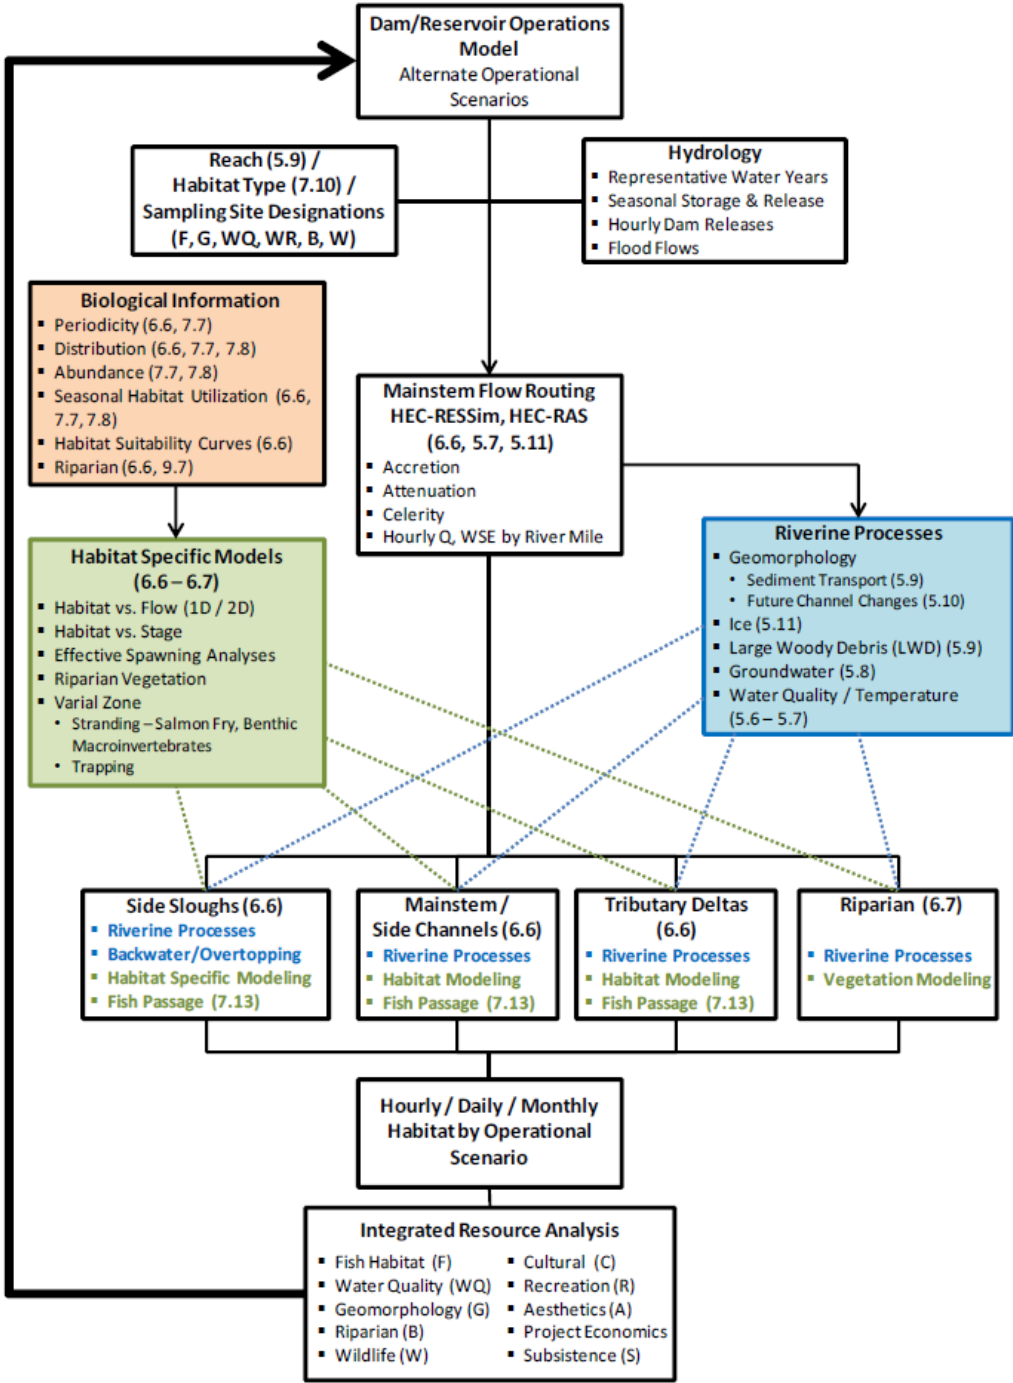 Dam/Reservoir Operations
Model
Alternate Operational
Scenarios
Reach (5.9) /
Habitat Type (7.10) /
Sampling Site Designations
(F, G, WQ, WR, B, W)
Hydrology
▪ Representative Water Years
▪ Seasonal Storage & Release
▪ Hourly Dam Releases
▪ Flood Flows
Biological Information
▪ Periodicity (6.6, 7.7)
▪ Distribution (6.6, 7.7, 7.8)
▪ Abundance (7.7, 7.8)
▪ Seasonal Habitat Utilization (6.6,
7.7, 7.8)
▪ Habitat Suitability Curves (6.6)
▪ Riparian (6.6, 9.7)
Mainstem Flow Routing
HEC-RESSim, HEC-RAS
(6.6, 5.7, 5.11)
▪ Accretion
▪ Attenuation
▪ Celerity
▪ Hourly Q, WSE by River Mile
Habitat Specific Models
(6.6 – 6.7)
▪ Habitat vs. Flow (1D / 2D)
▪ Habitat vs. Stage
▪ Effective Spawning Analyses
▪ Riparian Vegetation
▪ Varial Zone
• Stranding – Salmon Fry, Benthic
Macroinvertebrates
• Trapping
Riverine Processes
▪ Geomorphology
• Sediment Transport (5.9)
• Future Channel Changes (5.10)
▪ Ice (5.11)
▪ Large Woody Debris (LWD) (5.9)
▪ Groundwater (5.8)
▪ Water Quality / Temperature
(5.6 – 5.7)
Side Sloughs (6.6)
▪ Riverine Processes
▪ Backwater/Overtopping
▪ Habitat Specific Modeling
▪ Fish Passage (7.13)
Mainstem /
Side Channels (6.6)
▪ Riverine Processes
▪ Habitat Modeling
▪ Fish Passage (7.13)
Tributary Deltas
(6.6)
▪ Riverine Processes
▪ Habitat Modeling
▪ Fish Passage (7.13)
Riparian (6.7)
▪ Riverine Processes
▪ Vegetation Modeling
Hourly / Daily / Monthly
Habitat by Operational
Scenario
Integrated Resource Analysis
▪ Fish Habitat (F)
▪ Water Quality (WQ)
▪ Geomorphology (G)
▪ Riparian (B)
▪ Wildlife (W)
▪ Cultural (C)
▪ Recreation (R)
▪ Aesthetics (A)
▪ Project Economics
▪ Subsistence (S)